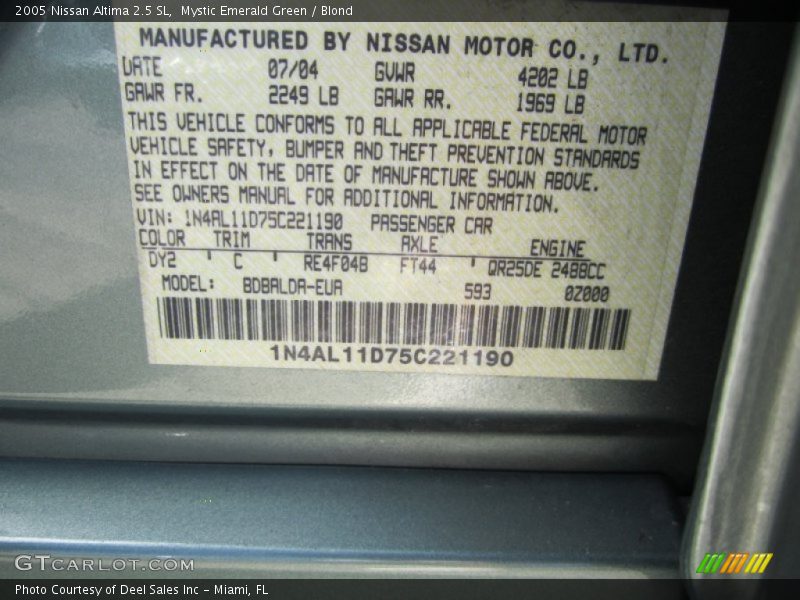 2005 Nissan Altima 2.5 SL, Mystic Emerald Green / Blond
MANUFACTURED BY NISSAN MOTOR CO., LTD.
DATE 07/04 GVWR 4202 LB
GAWR FR. 2249 LB GAWR RR. 1969 LB
THIS VEHICLE CONFORMS TO ALL APPLICABLE FEDERAL MOTOR
VEHICLE SAFETY, BUMPER AND THEFT PREVENTION STANDARDS
IN EFFECT ON THE DATE OF MANUFACTURE SHOWN ABOVE.
SEE OWNERS MANUAL FOR ADDITIONAL INFORMATION.
VIN: 1N4AL11D75C221190 PASSENGER CAR
COLOR TRIM TRANS AXLE ENGINE
DY2 C RE4F04B FT44 QR25DE 2488CC
MODEL: BDBALDA-EUA 593 0Z000
1N4AL11D75C221190
GTCARLOT.COM
Photo Courtesy of Deel Sales Inc - Miami, FL